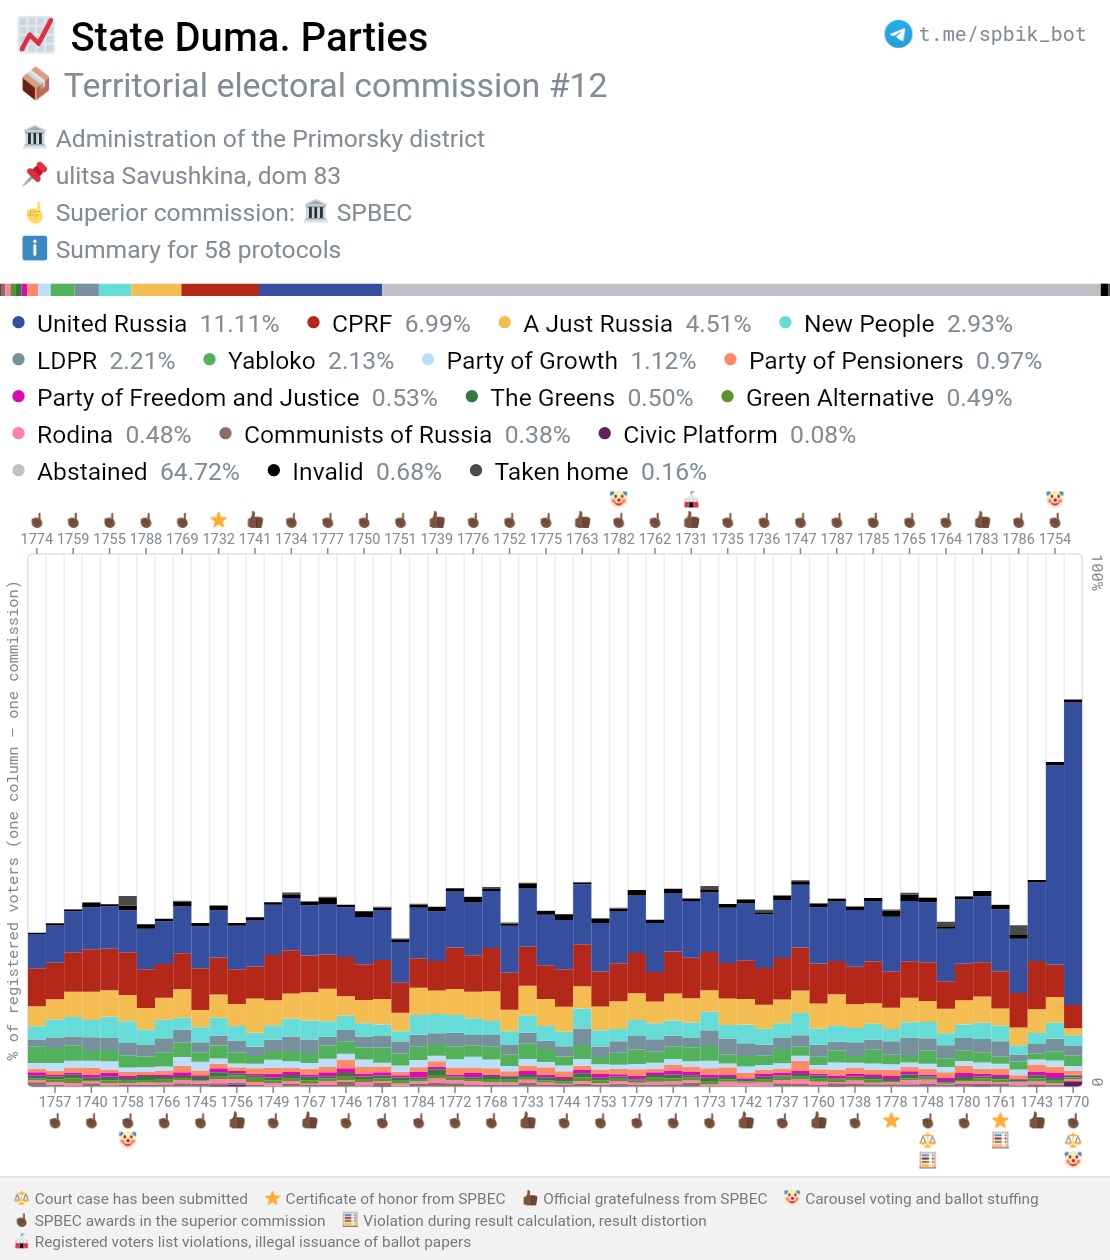 State Duma. Parties
t.me/spbik_bot
Territorial electoral commission #12
Administration of the Primorsky district
ulitsa Savushkina, dom 83
Superior commission: SPBEC
Summary for 58 protocols
United Russia 11.11% CPRF 6.99% A Just Russia 4.51% New People 2.93%
LDPR 2.21% Yabloko 2.13% Party of Growth 1.12% Party of Pensioners 0.97%
Party of Freedom and Justice 0.53% The Greens 0.50% Green Alternative 0.49%
Rodina 0.48% Communists of Russia 0.38% Civic Platform 0.08%
Abstained 64.72% Invalid 0.68% Taken home 0.16%
1774 1759 1755 1788 1769 1732 1741 1734 1777 1750 1751 1739 1776 1752 1775 1763 1782 1762 1731 1735 1736 1747 1787 1785 1765 1764 1783 1786 1754
100%
% of registered voters (one column – one commission)
0
1757 1740 1758 1766 1745 1756 1749 1767 1746 1781 1784 1772 1768 1733 1744 1753 1779 1771 1773 1742 1737 1760 1738 1778 1748 1780 1761 1743 1770
Court case has been submitted Certificate of honor from SPBEC Official gratefulness from SPBEC Carousel voting and ballot stuffing
SPBEC awards in the superior commission Violation during result calculation, result distortion
Registered voters list violations, illegal issuance of ballot papers